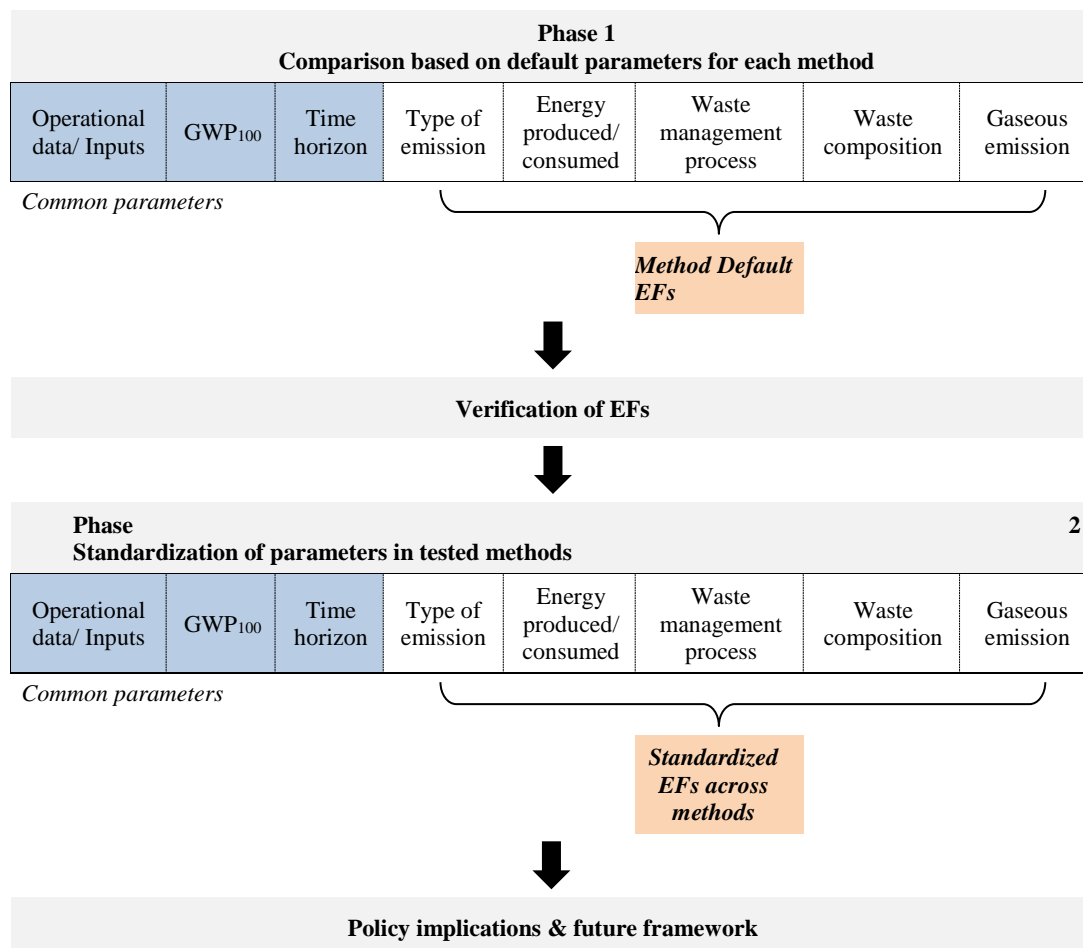 Phase 1
Comparison based on default parameters for each method
Operational
data/ Inputs
GWP₁₀₀
Time
horizon
Type of
emission
Energy
produced/
consumed
Waste
management
process
Waste
composition
Gaseous
emission
Common parameters
Method Default
EFs
Verification of EFs
Phase 2
Standardization of parameters in tested methods
Operational
data/ Inputs
GWP₁₀₀
Time
horizon
Type of
emission
Energy
produced/
consumed
Waste
management
process
Waste
composition
Gaseous
emission
Common parameters
Standardized
EFs across
methods
Policy implications & future framework